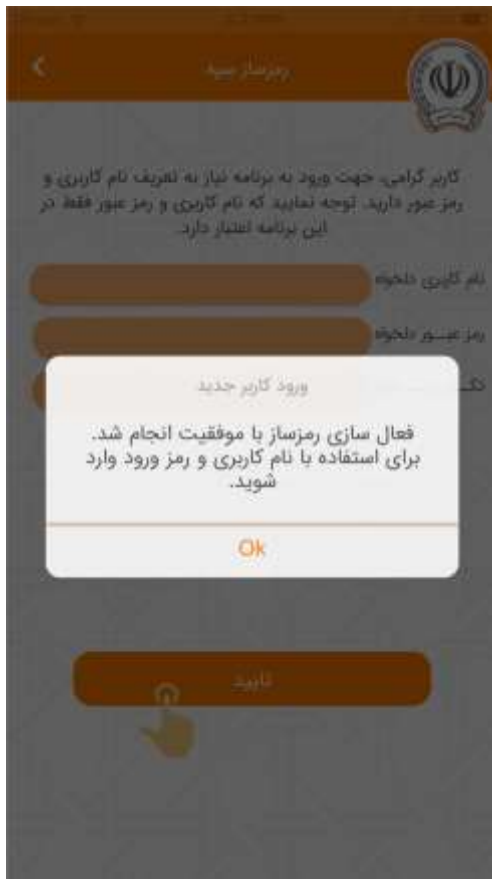 رمزساز سپه
کاربر گرامی، جهت ورود به برنامه نیاز به تعریف نام کاربری و
رمز عبور دارید. توجه نمایید که نام کاربری و رمز عبور فقط در
این برنامه اعتبار دارد.
نام کاربری دلخواه
رمز عبــور دلخواه
ورود کاربر جدید
فعال سازی رمزساز با موفقیت انجام شد.
برای استفاده با نام کاربری و رمز ورود وارد
شوید.
Ok
تایید